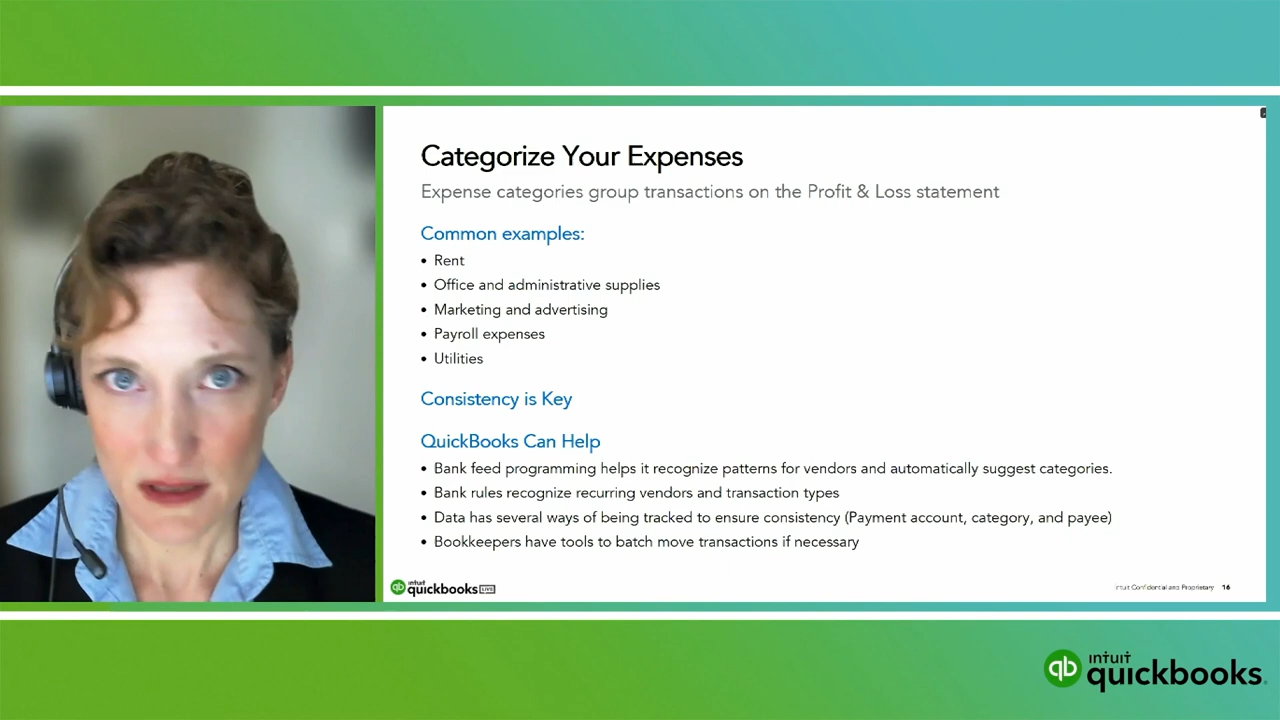 Categorize Your Expenses
Expense categories group transactions on the Profit & Loss statement
Common examples:
• Rent
• Office and administrative supplies
• Marketing and advertising
• Payroll expenses
• Utilities
Consistency is Key
QuickBooks Can Help
• Bank feed programming helps it recognize patterns for vendors and automatically suggest categories.
• Bank rules recognize recurring vendors and transaction types
• Data has several ways of being tracked to ensure consistency (Payment account, category, and payee)
• Bookkeepers have tools to batch move transactions if necessary
qb intuit quickbooks LIVE
Intuit Confidential and Proprietary 16
qb intuit quickbooks.